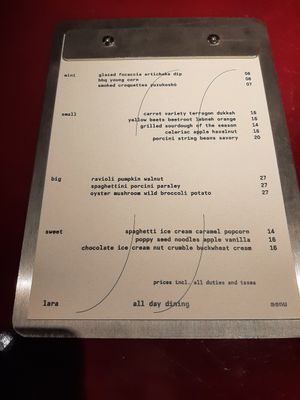 mini glazed focaccia artichoke dip 06
bbq young corn 08
smoked croquettes yuzukosho 07
small carrot variety tarragon dukkah 16
yellow beets beetroot labneh orange 16
grilled sourdough of the season 14
celeriac apple hazelnut 16
porcini string beans savory 20
big ravioli pumpkin walnut 27
spaghettini porcini parsley 27
oyster mushroom wild broccoli potato 27
sweet spaghetti ice cream caramel popcorn 14
poppy seed noodles apple vanilla 16
chocolate ice cream nut crumble buckwheat cream 16
prices incl. all duties and taxes
lara all day dining menu